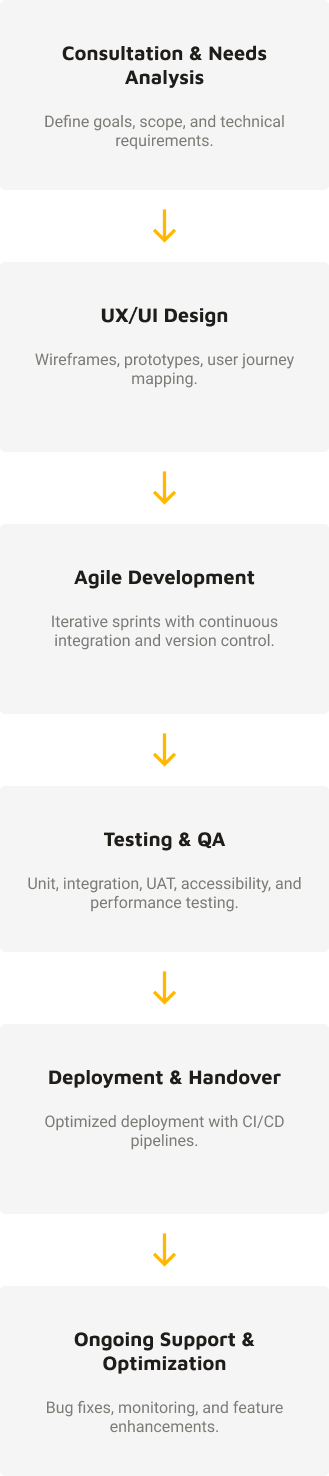 Consultation & Needs
Analysis
Define goals, scope, and technical
requirements.
UX/UI Design
Wireframes, prototypes, user journey
mapping.
Agile Development
Iterative sprints with continuous
integration and version control.
Testing & QA
Unit, integration, UAT, accessibility, and
performance testing.
Deployment & Handover
Optimized deployment with CI/CD
pipelines.
Ongoing Support &
Optimization
Bug fixes, monitoring, and feature
enhancements.